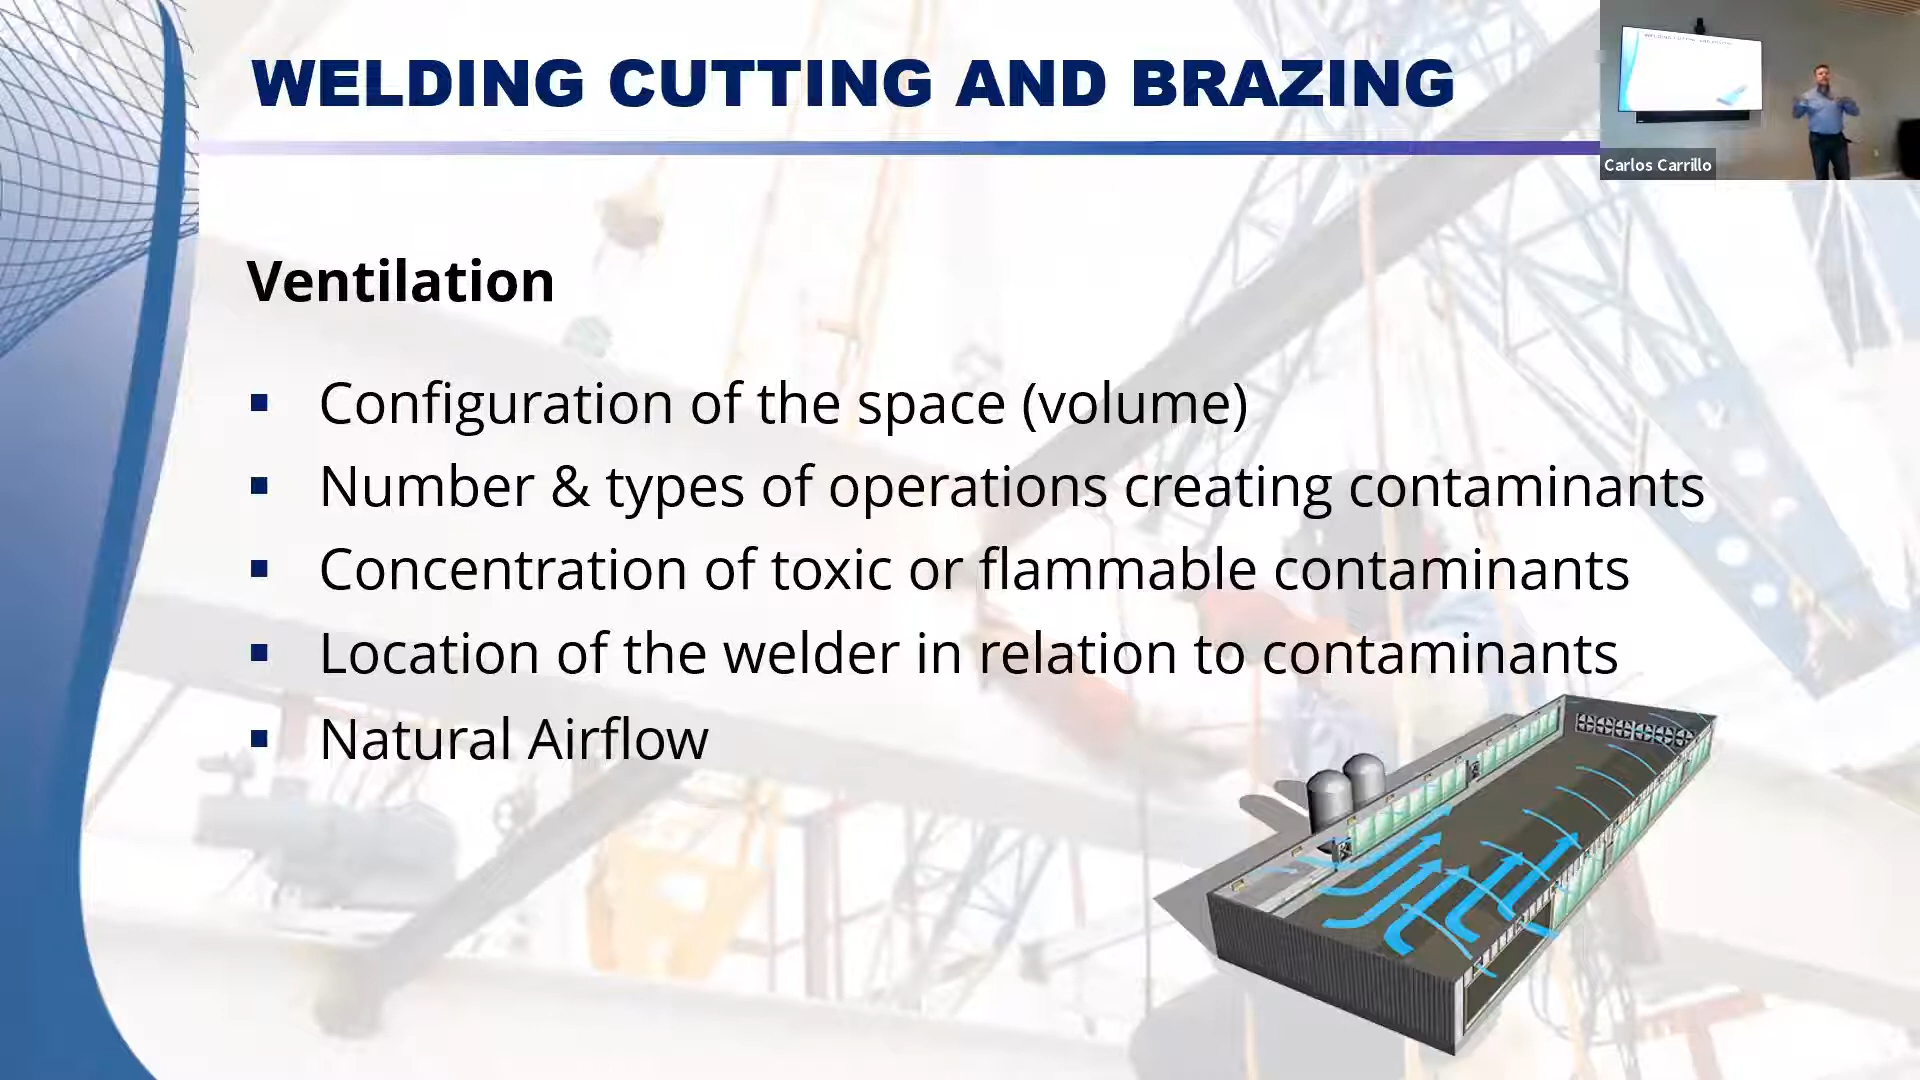 WELDING CUTTING AND BRAZING
Carlos Carrillo
Ventilation
▪ Configuration of the space (volume)
▪ Number & types of operations creating contaminants
▪ Concentration of toxic or flammable contaminants
▪ Location of the welder in relation to contaminants
▪ Natural Airflow